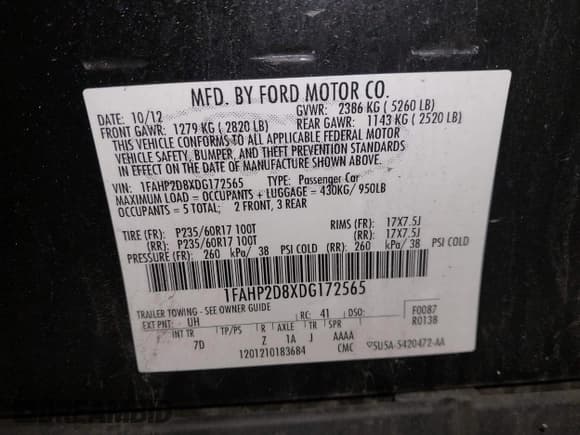 MFD. BY FORD MOTOR CO.
DATE: 10/12 GVWR: 2386 KG ( 5260 LB)
FRONT GAWR: 1279 KG ( 2820 LB) REAR GAWR: 1143 KG ( 2520 LB)
THIS VEHICLE CONFORMS TO ALL APPLICABLE FEDERAL MOTOR
VEHICLE SAFETY, BUMPER, AND THEFT PREVENTION STANDARDS
IN EFFECT ON THE DATE OF MANUFACTURE SHOWN ABOVE.
VIN: 1FAHP2D8XDG172565 TYPE: Passenger Car
MAXIMUM LOAD = OCCUPANTS + LUGGAGE = 430KG/ 950LB
OCCUPANTS = 5 TOTAL; 2 FRONT, 3 REAR
TIRE (FR): P235/60R17 100T RIMS (FR): 17X7.5J
(RR): P235/60R17 100T (RR): 17X7.5J
PRESSURE (FR): 260 kPa/ 38 PSI COLD (RR): 260 kPa/ 38 PSI COLD
1FAHP2D8XDG172565
TRAILER TOWING - SEE OWNER GUIDE
EXT PNT: UH RC: 41 DSO: F0087
R0138
INT TR TP/PS R AXLE TR SPR
7D Z 1A J AAAA
1201210183684 CMC 5U5A-5420472-AA
DREAMBID